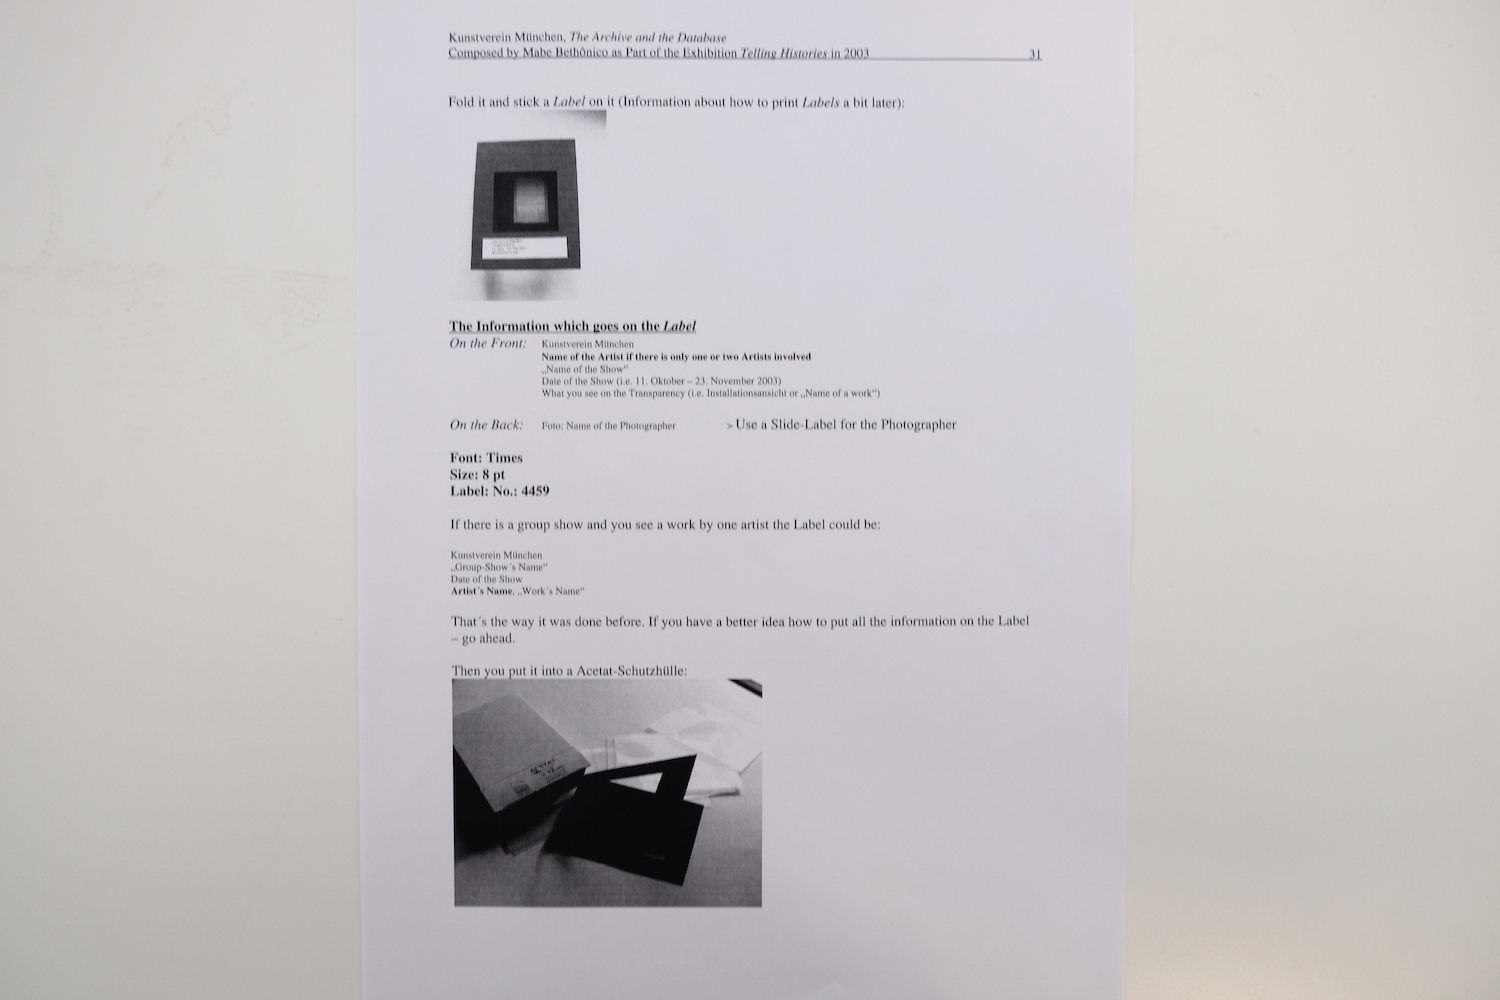 Kunstverein München, The Archive and the Database
Composed by Mabe Bethônico as Part of the Exhibition Telling Histories in 2003 31
Fold it and stick a Label on it (Information about how to print Labels a bit later):
The Information which goes on the Label
On the Front: Kunstverein München
Name of the Artist if there is only one or two Artists involved
„Name of the Show“
Date of the Show (i.e. 11. Oktober – 23. November 2003)
What you see on the Transparency (i.e. Installationsansicht or „Name of a work“)
On the Back: Foto: Name of the Photographer > Use a Slide-Label for the Photographer
Font: Times
Size: 8 pt
Label: No.: 4459
If there is a group show and you see a work by one artist the Label could be:
Kunstverein München
„Group-Show´s Name“
Date of the Show
Artist´s Name, „Work´s Name“
That´s the way it was done before. If you have a better idea how to put all the information on the Label
– go ahead.
Then you put it into a Acetat-Schutzhülle: